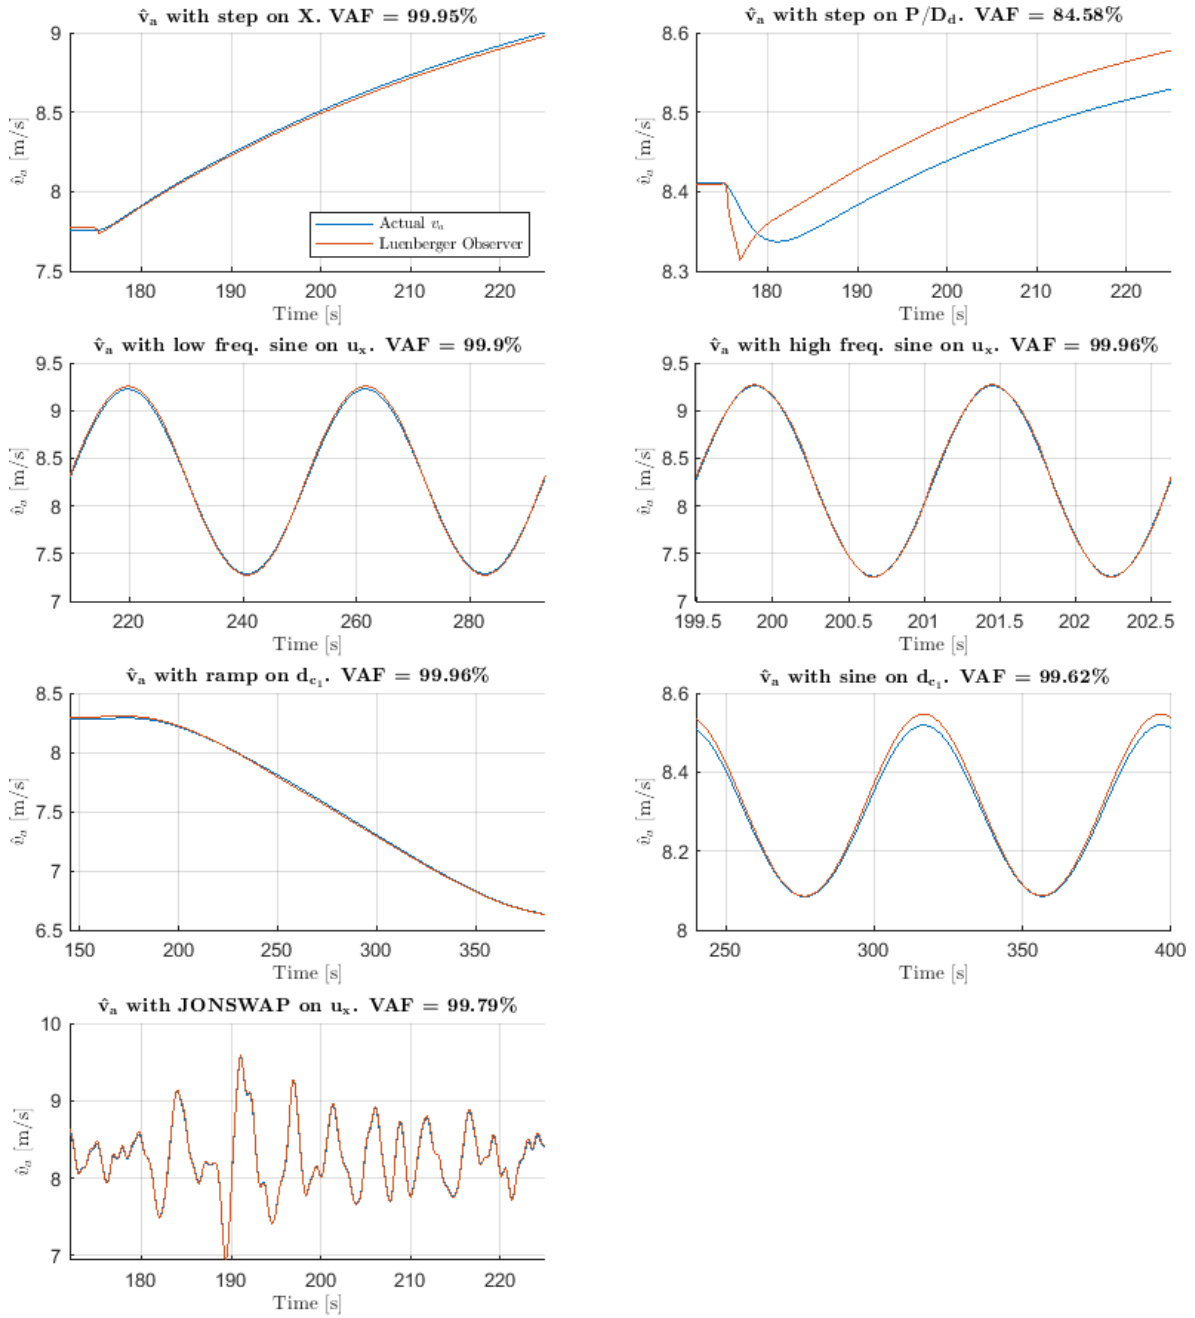 v̂ₐ with step on X. VAF = 99.95%
9
8.5
8
7.5
v̂ₐ [m/s]
Actual vₐ
Luenberger Observer
180 190 200 210 220
Time [s]
v̂ₐ with step on P/D_d. VAF = 84.58%
8.6
8.5
8.4
8.3
v̂ₐ [m/s]
180 190 200 210 220
Time [s]
v̂ₐ with low freq. sine on uₓ. VAF = 99.9%
9.5
9
8.5
8
7.5
7
v̂ₐ [m/s]
220 240 260 280
Time [s]
v̂ₐ with high freq. sine on uₓ. VAF = 99.96%
9.5
9
8.5
8
7.5
7
v̂ₐ [m/s]
199.5 200 200.5 201 201.5 202 202.5
Time [s]
v̂ₐ with ramp on d_c₁. VAF = 99.96%
8.5
8
7.5
7
6.5
v̂ₐ [m/s]
150 200 250 300 350
Time [s]
v̂ₐ with sine on d_c₁. VAF = 99.62%
8.6
8.4
8.2
8
v̂ₐ [m/s]
250 300 350 400
Time [s]
v̂ₐ with JONSWAP on uₓ. VAF = 99.79%
10
9
8
7
v̂ₐ [m/s]
180 190 200 210 220
Time [s]